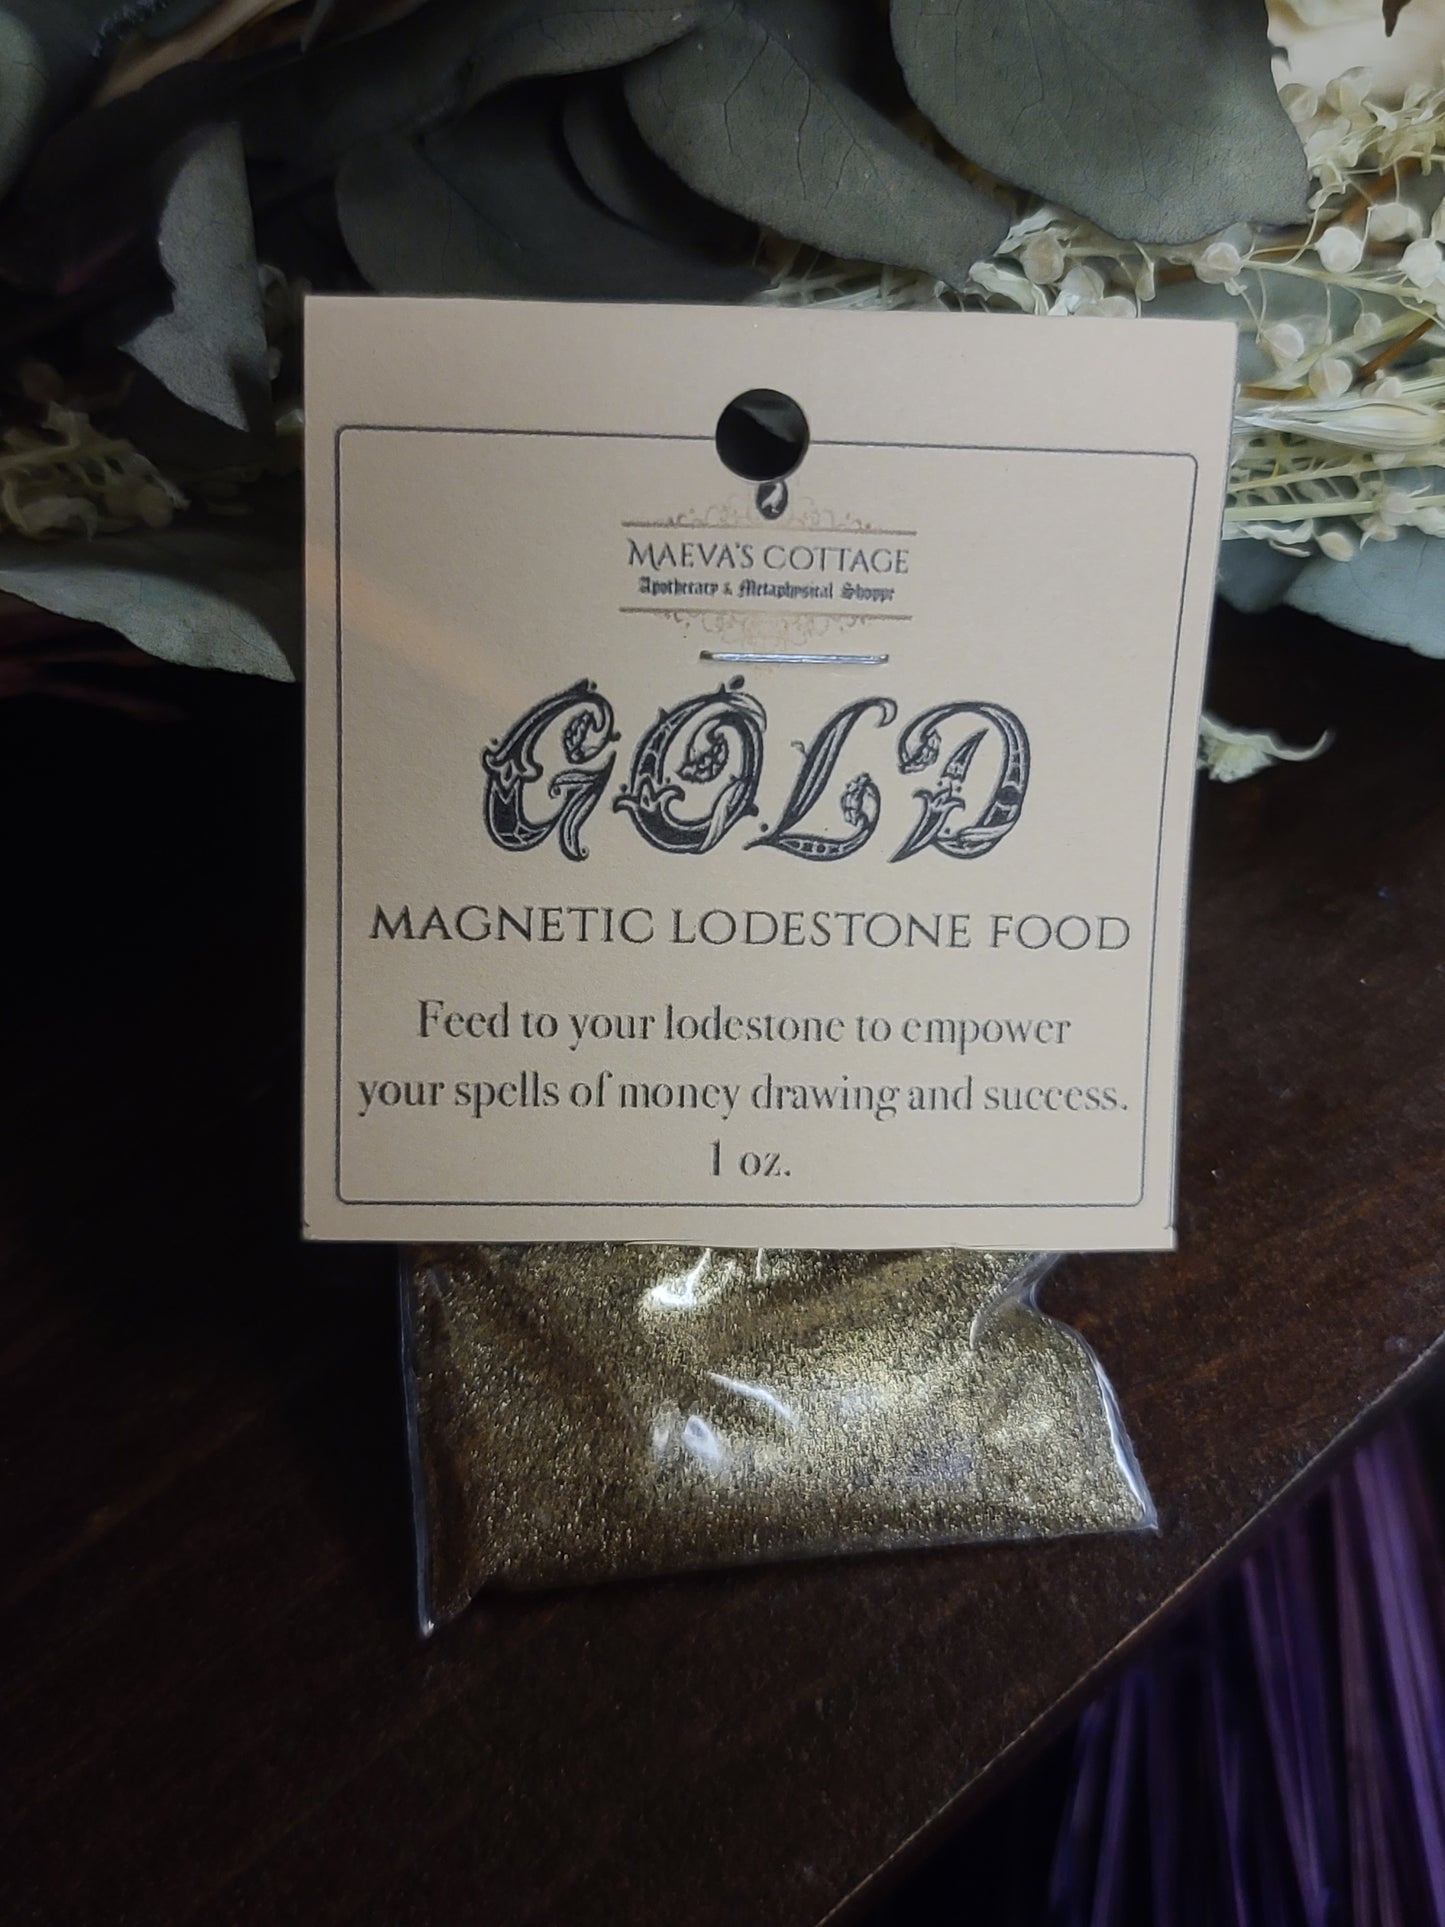 MAEVA'S COTTAGE
Apothecary & Metaphysical Shoppe
GOLD
MAGNETIC LODESTONE FOOD
Feed to your lodestone to empower
your spells of money drawing and success.
1 oz.